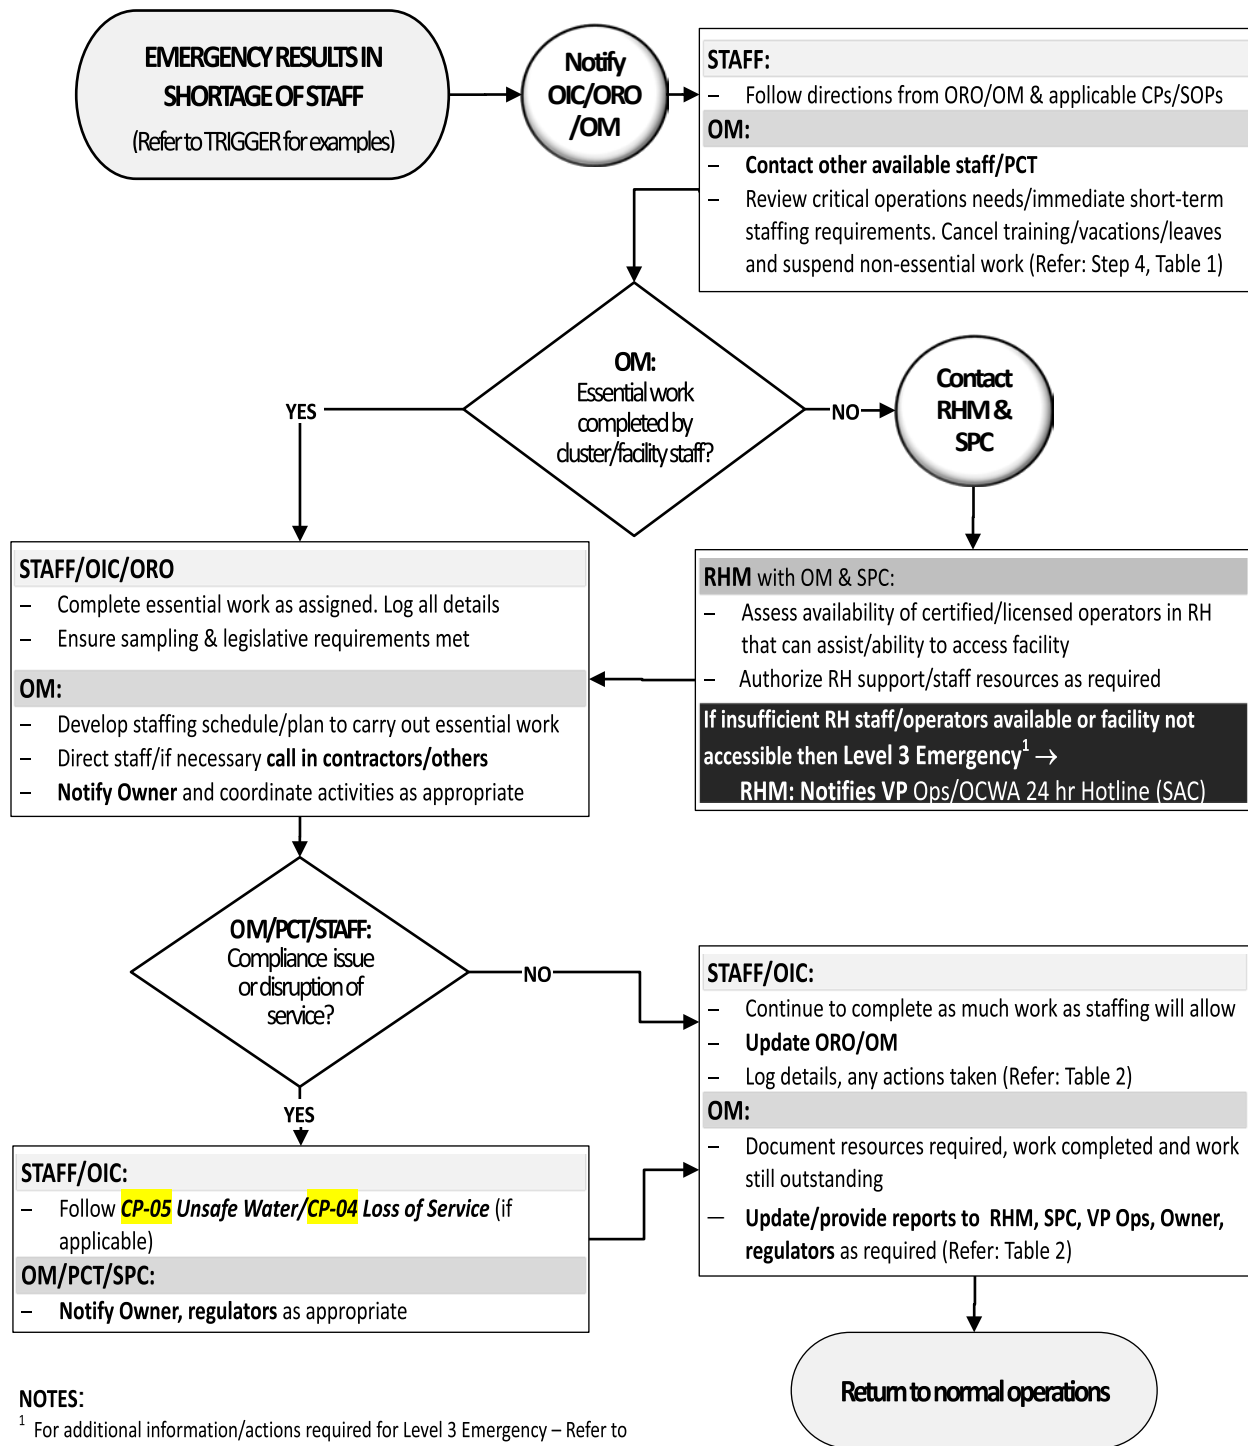 EMERGENCY RESULTS IN
SHORTAGE OF STAFF
(Refer to TRIGGER for examples)
Notify
OIC/ORO
/OM
STAFF:
– Follow directions from ORO/OM & applicable CPs/SOPs
OM:
– Contact other available staff/PCT
– Review critical operations needs/immediate short-term
staffing requirements. Cancel training/vacations/leaves
and suspend non-essential work (Refer: Step 4, Table 1)
OM:
Essential work
completed by
cluster/facility staff?
YES
NO
Contact
RHM &
SPC
STAFF/OIC/ORO
– Complete essential work as assigned. Log all details
– Ensure sampling & legislative requirements met
OM:
– Develop staffing schedule/plan to carry out essential work
– Direct staff/if necessary call in contractors/others
– Notify Owner and coordinate activities as appropriate
RHM with OM & SPC:
– Assess availability of certified/licensed operators in RH
that can assist/ability to access facility
– Authorize RH support/staff resources as required
If insufficient RH staff/operators available or facility not
accessible then Level 3 Emergency¹ →
RHM: Notifies VP Ops/OCWA 24 hr Hotline (SAC)
OM/PCT/STAFF:
Compliance issue
or disruption of
service?
NO
YES
STAFF/OIC:
– Follow CP-05 Unsafe Water/CP-04 Loss of Service (if
applicable)
OM/PCT/SPC:
– Notify Owner, regulators as appropriate
STAFF/OIC:
– Continue to complete as much work as staffing will allow
– Update ORO/OM
– Log details, any actions taken (Refer: Table 2)
OM:
– Document resources required, work completed and work
still outstanding
– Update/provide reports to RHM, SPC, VP Ops, Owner,
regulators as required (Refer: Table 2)
Return to normal operations
NOTES:
¹ For additional information/actions required for Level 3 Emergency – Refer to